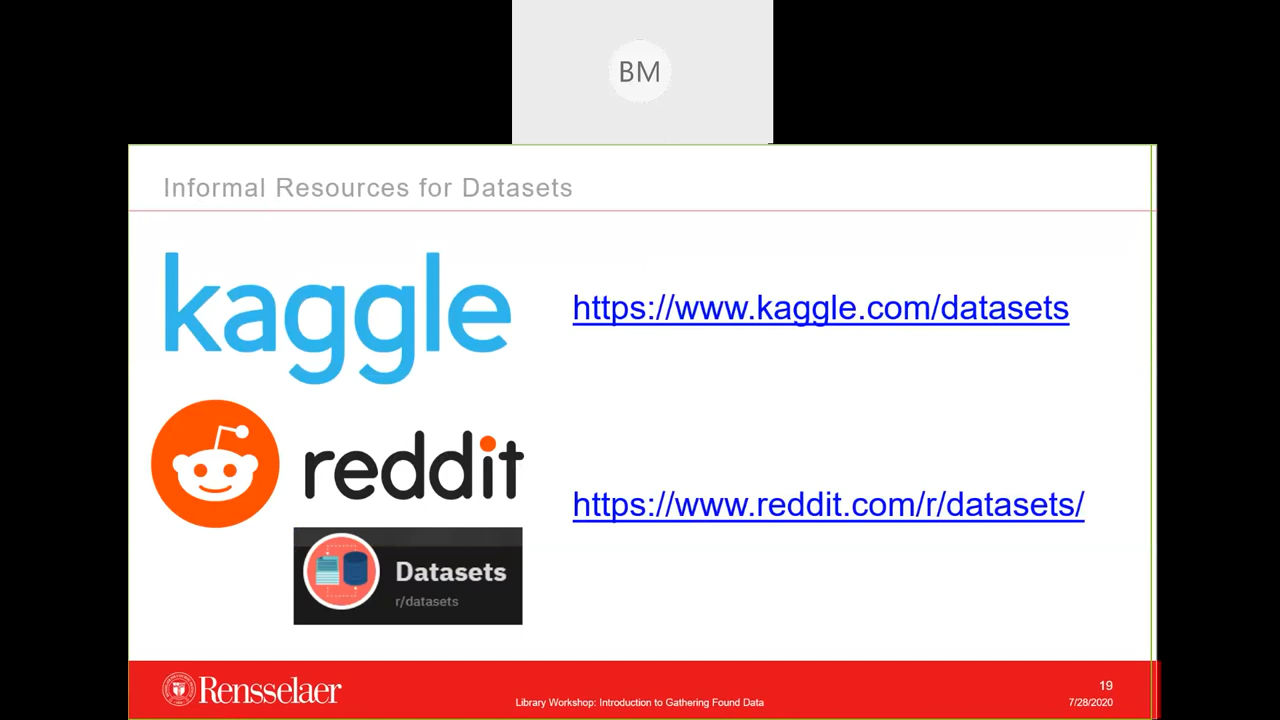 BM
Informal Resources for Datasets
kaggle
https://www.kaggle.com/datasets
reddit
https://www.reddit.com/r/datasets/
Datasets
r/datasets
Rensselaer
Library Workshop: Introduction to Gathering Found Data
19
7/28/2020